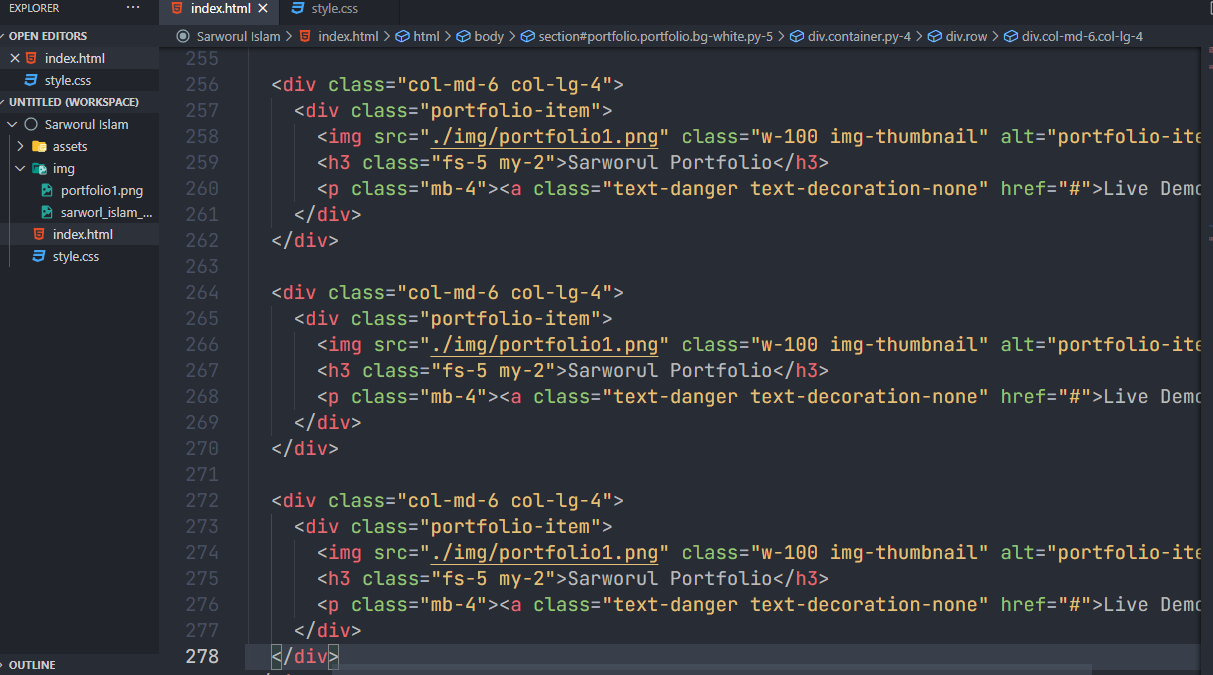 EXPLORER ···
index.html
style.css
OPEN EDITORS
Sarworul Islam > index.html > html > body > section#portfolio.portfolio.bg-white.py-5 > div.container.py-4 > div.row > div.col-md-6.col-lg-4
index.html
style.css
UNTITLED (WORKSPACE)
Sarworul Islam
assets
img
portfolio1.png
sarworl_islam_...
index.html
style.css
OUTLINE
255
256 <div class="col-md-6 col-lg-4">
257 <div class="portfolio-item">
258 <img src="./img/portfolio1.png" class="w-100 img-thumbnail" alt="portfolio-ite
259 <h3 class="fs-5 my-2">Sarworul Portfolio</h3>
260 <p class="mb-4"><a class="text-danger text-decoration-none" href="#">Live Demo
261 </div>
262 </div>
263
264 <div class="col-md-6 col-lg-4">
265 <div class="portfolio-item">
266 <img src="./img/portfolio1.png" class="w-100 img-thumbnail" alt="portfolio-ite
267 <h3 class="fs-5 my-2">Sarworul Portfolio</h3>
268 <p class="mb-4"><a class="text-danger text-decoration-none" href="#">Live Demo
269 </div>
270 </div>
271
272 <div class="col-md-6 col-lg-4">
273 <div class="portfolio-item">
274 <img src="./img/portfolio1.png" class="w-100 img-thumbnail" alt="portfolio-ite
275 <h3 class="fs-5 my-2">Sarworul Portfolio</h3>
276 <p class="mb-4"><a class="text-danger text-decoration-none" href="#">Live Demo
277 </div>
278 </div>